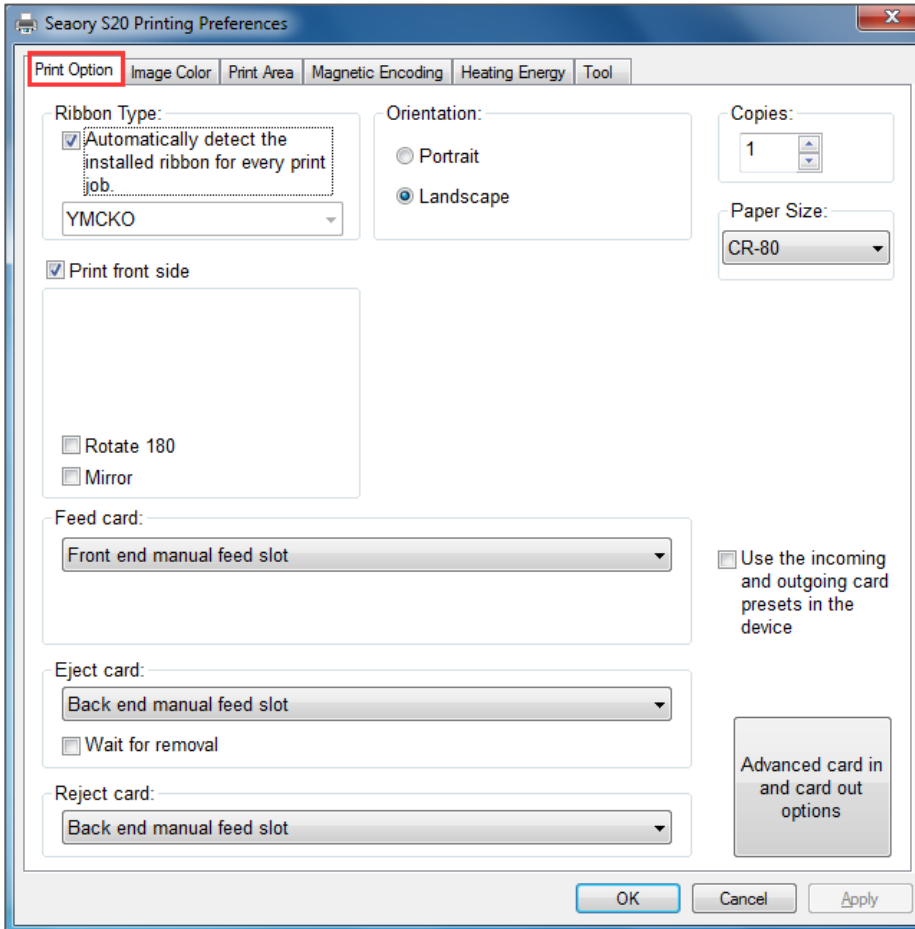 Seaory S20 Printing Preferences
Print Option Image Color Print Area Magnetic Encoding Heating Energy Tool
Ribbon Type:
Automatically detect the
installed ribbon for every print
job.
YMCKO
Orientation:
Portrait
Landscape
Copies:
1
Paper Size:
CR-80
Print front side
Rotate 180
Mirror
Feed card:
Front end manual feed slot
Use the incoming
and outgoing card
presets in the
device
Eject card:
Back end manual feed slot
Wait for removal
Reject card:
Back end manual feed slot
Advanced card in
and card out
options
OK Cancel Apply